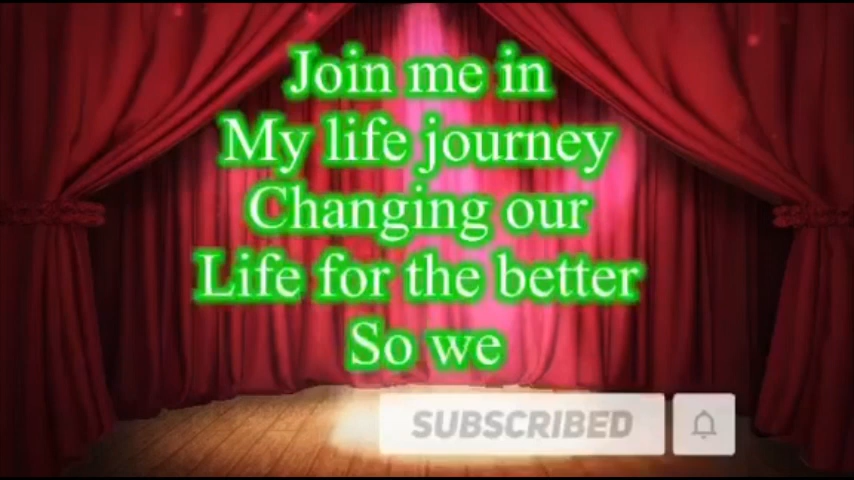 Join me in
My life journey
Changing our
Life for the better
So we
SUBSCRIBED